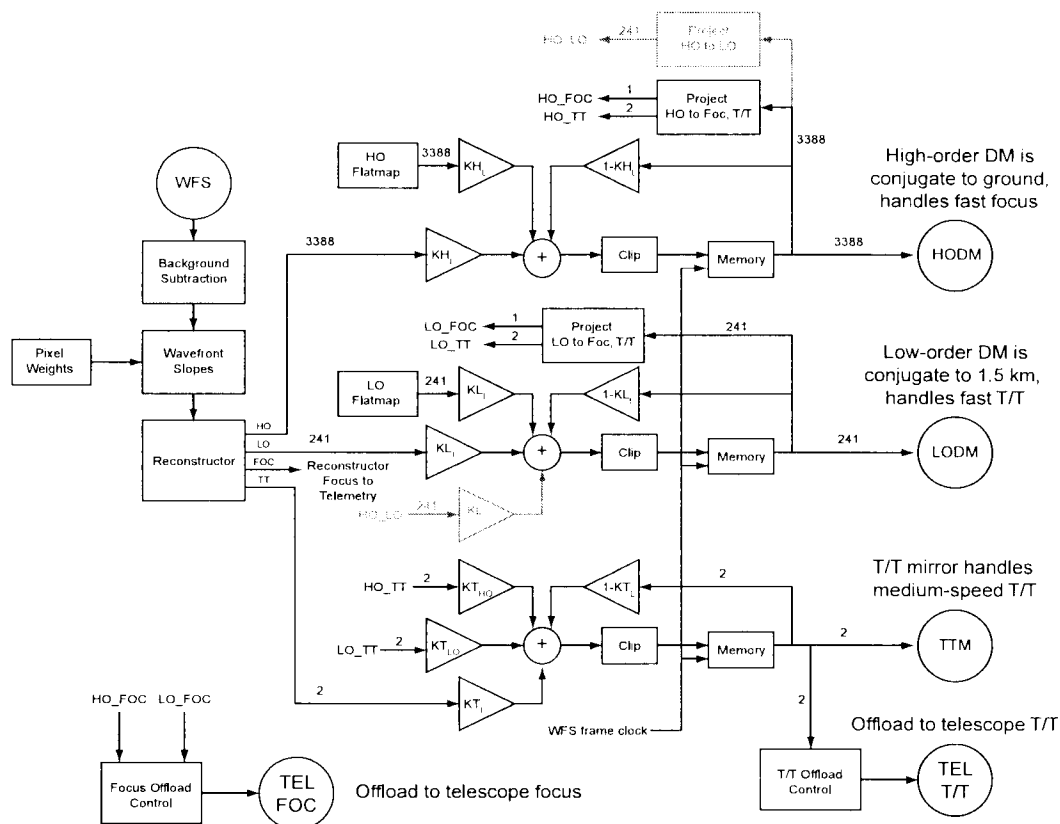 HO_LO
241
Project
HO to LO
HO_FOC
1
HO_TT
2
Project
HO to Foc, T/T
3388
HO
Flatmap
3388
KH_L
1-KH_L
High-order DM is
conjugate to ground,
handles fast focus
WFS
3388
KH_I
+
Clip
Memory
3388
HODM
Background
Subtraction
LO_FOC
1
LO_TT
2
Project
LO to Foc, T/T
241
Pixel
Weights
Wavefront
Slopes
LO
Flatmap
241
1-KL_L
Low-order DM is
conjugate to 1.5 km,
handles fast T/T
Reconstructor
HO
LO
FOC
TT
241
KL_I
+
Clip
Memory
241
LODM
Reconstructor
Focus to
Telemetry
HO_LO
241
KL
HO_TT
2
KT_HO
1-KT_L
2
T/T mirror handles
medium-speed T/T
LO_TT
2
KT_LO
+
Clip
Memory
2
TTM
2
KT_I
2
HO_FOC
LO_FOC
WFS frame clock
Offload to telescope T/T
Focus Offload
Control
TEL
FOC
Offload to telescope focus
T/T Offload
Control
TEL
T/T